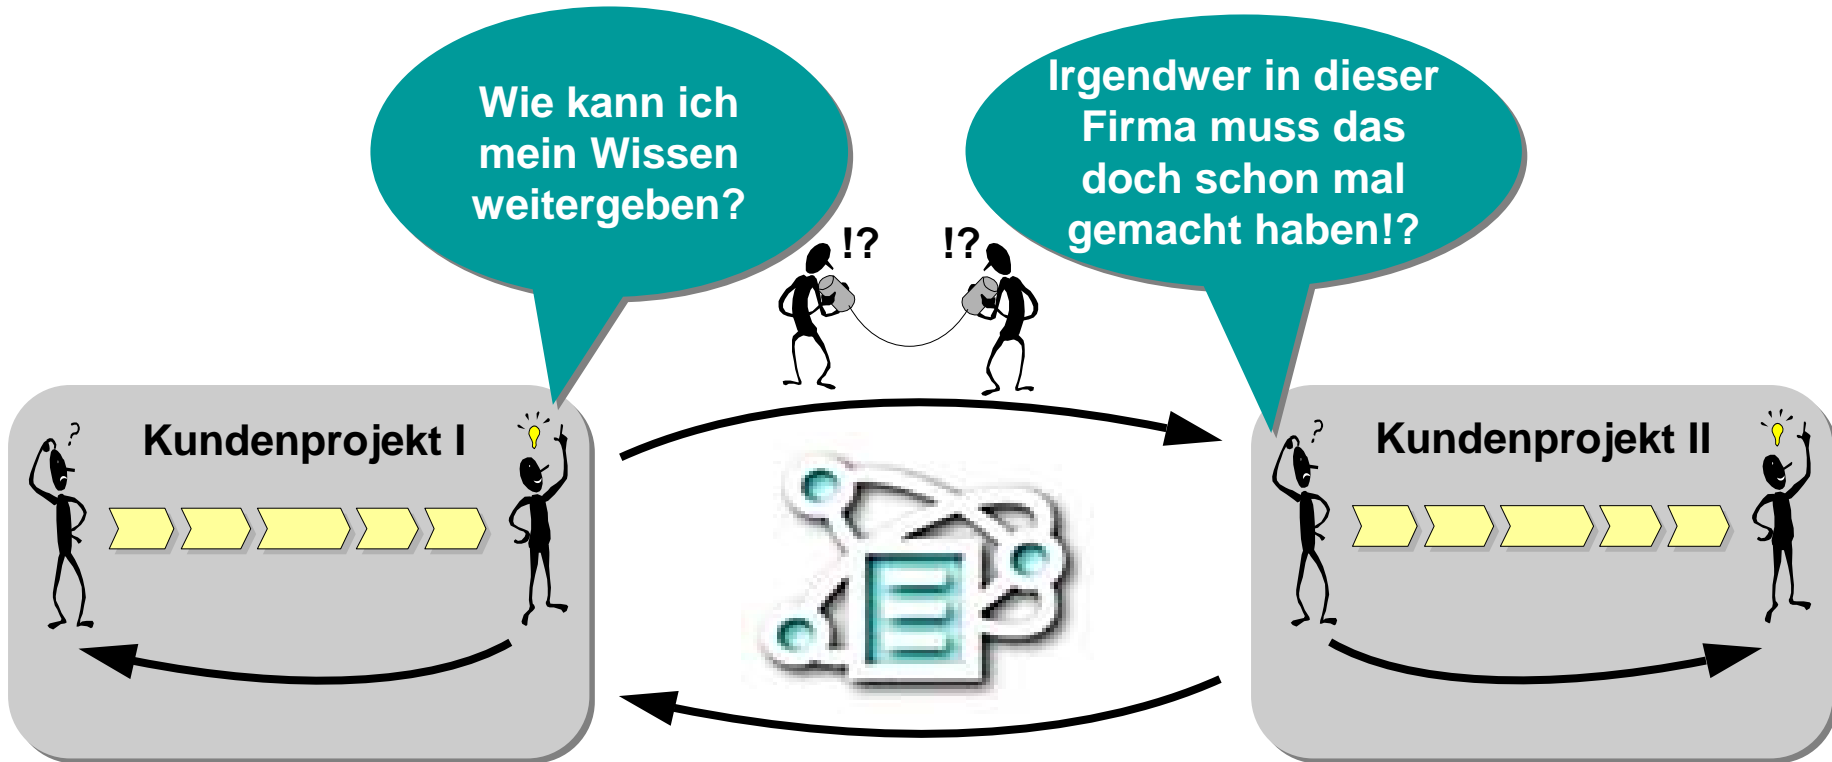 Wie kann ich
mein Wissen
weitergeben?
Irgendwer in dieser
Firma muss das
doch schon mal
gemacht haben!?
!?
!?
Kundenprojekt I
?
Kundenprojekt II
?